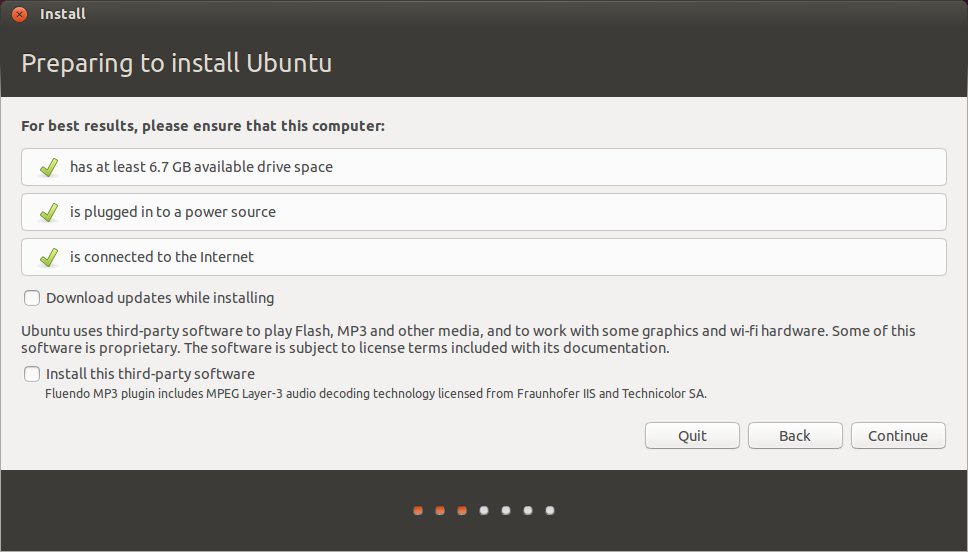 Install
Preparing to install Ubuntu
For best results, please ensure that this computer:
has at least 6.7 GB available drive space
is plugged in to a power source
is connected to the Internet
Download updates while installing
Ubuntu uses third-party software to play Flash, MP3 and other media, and to work with some graphics and wi-fi hardware. Some of this
software is proprietary. The software is subject to license terms included with its documentation.
Install this third-party software
Fluendo MP3 plugin includes MPEG Layer-3 audio decoding technology licensed from Fraunhofer IIS and Technicolor SA.
Quit Back Continue